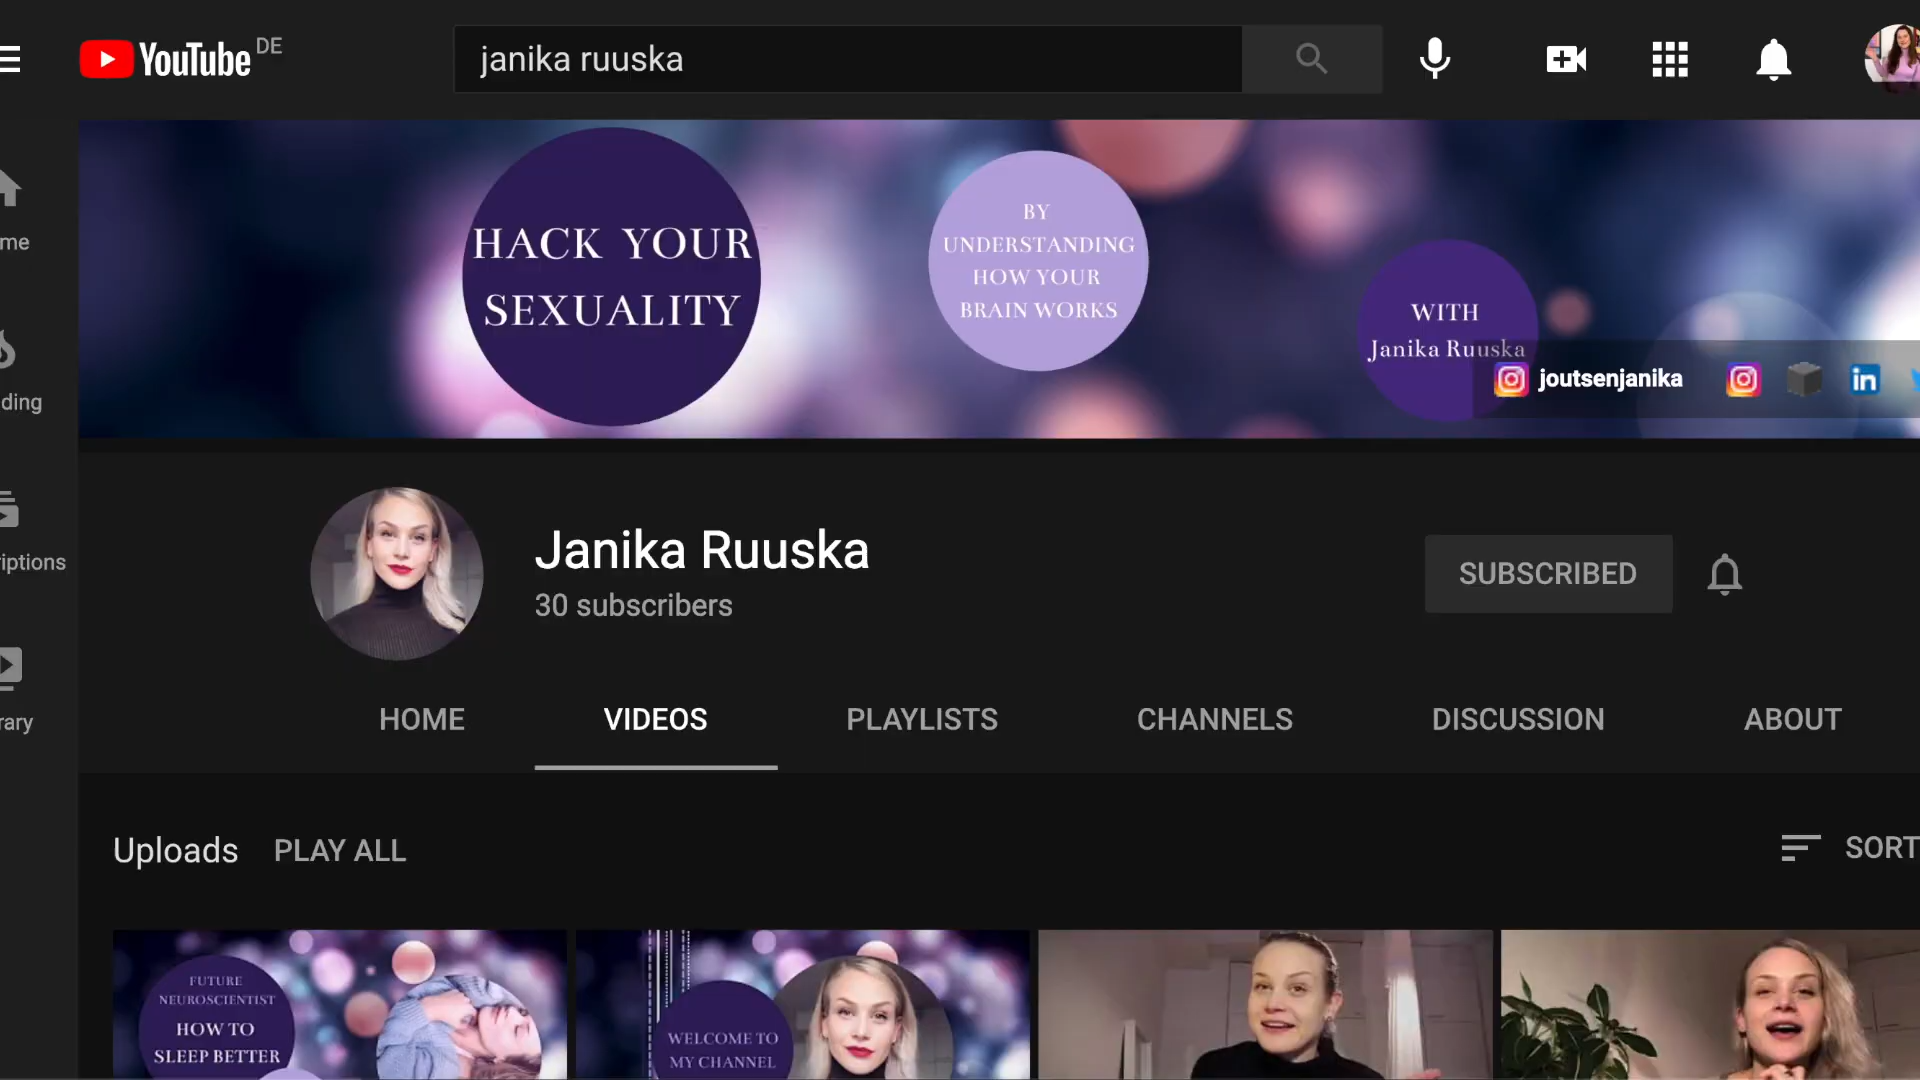 YouTube DE
janika ruuska
me
HACK YOUR
SEXUALITY
BY
UNDERSTANDING
HOW YOUR
BRAIN WORKS
WITH
Janika Ruuska
joutsenjanika
in
ding
Janika Ruuska
30 subscribers
SUBSCRIBED
riptions
rary
HOME VIDEOS PLAYLISTS CHANNELS DISCUSSION ABOUT
Uploads PLAY ALL
SORT
FUTURE
NEUROSCIENTIST
HOW TO
SLEEP BETTER
WELCOME TO
MY CHANNEL